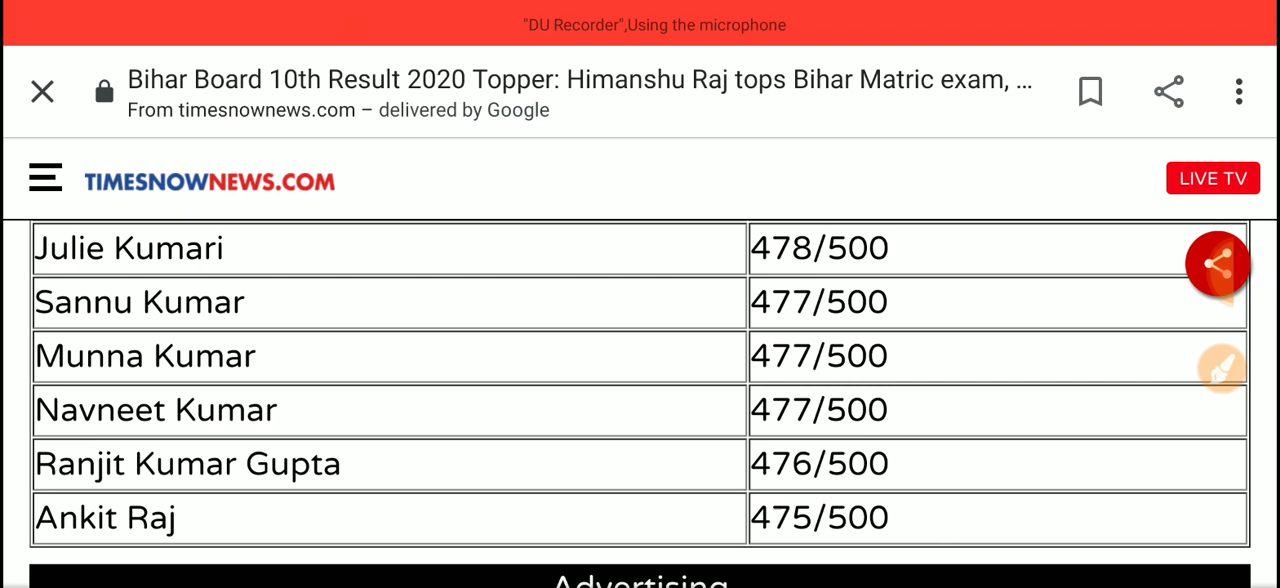 "DU Recorder",Using the microphone
Bihar Board 10th Result 2020 Topper: Himanshu Raj tops Bihar Matric exam, ...
From timesnownews.com – delivered by Google
TIMESNOWNEWS.COM
LIVE TV
Julie Kumari 478/500
Sannu Kumar 477/500
Munna Kumar 477/500
Navneet Kumar 477/500
Ranjit Kumar Gupta 476/500
Ankit Raj 475/500
Advertising